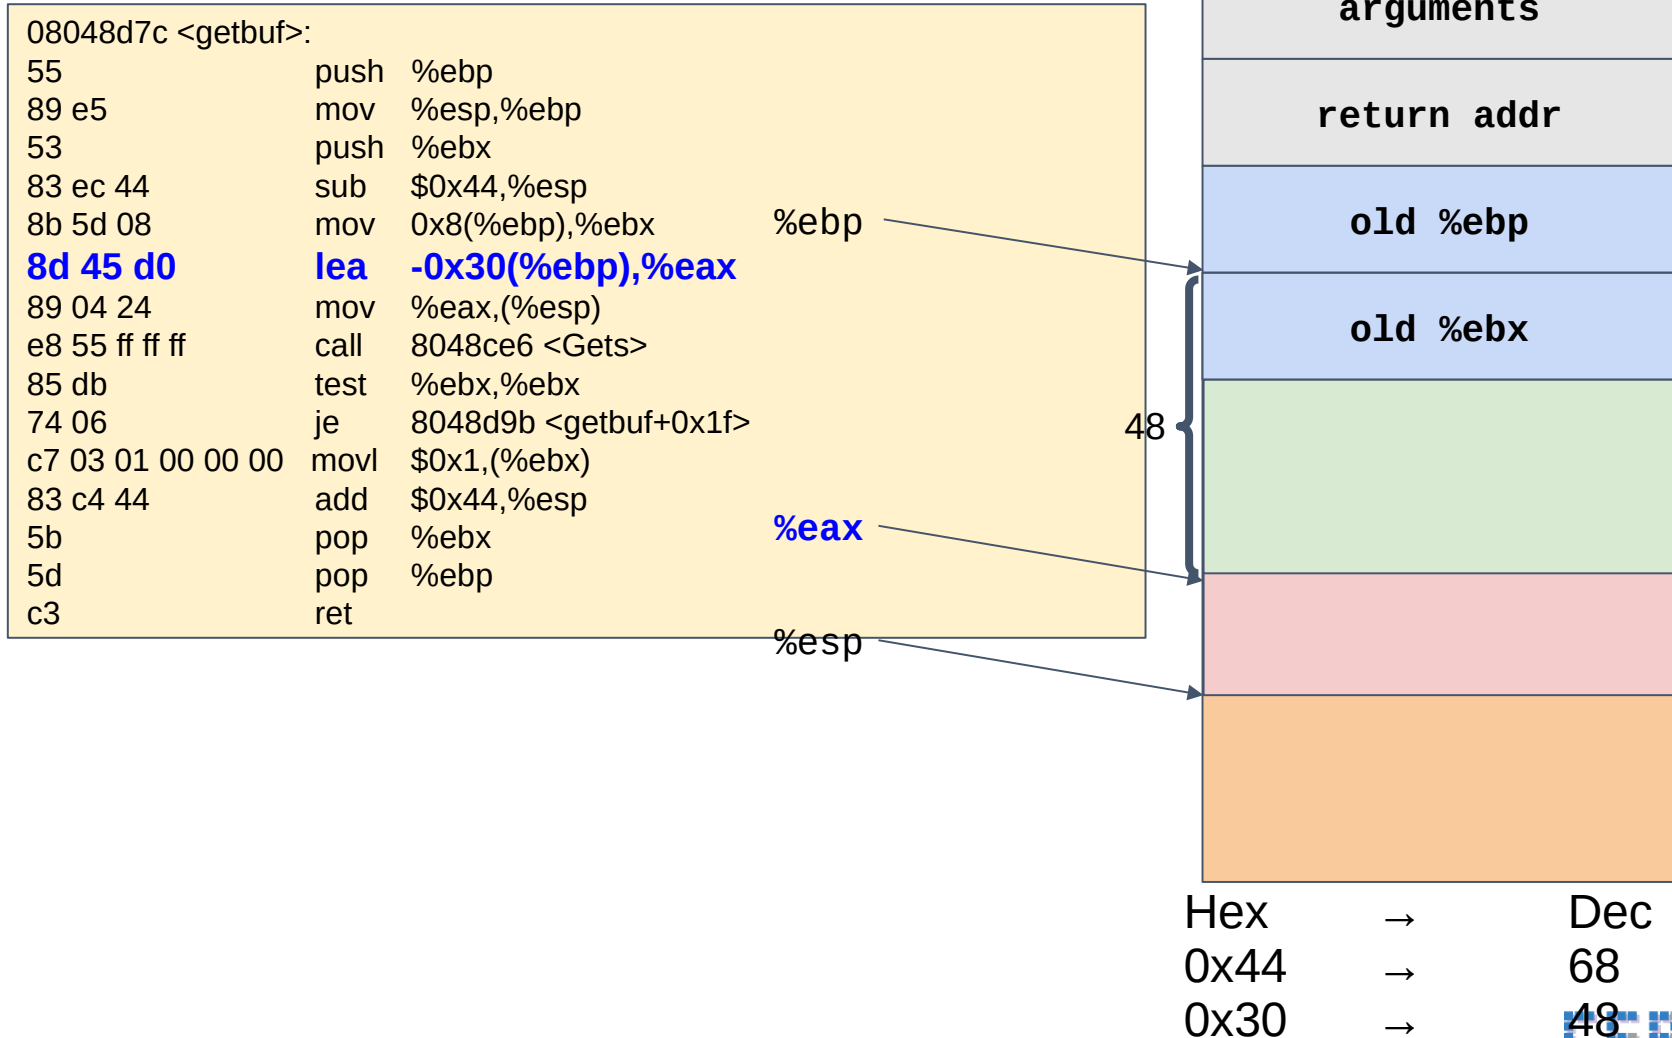 08048d7c <getbuf>:
55 push %ebp
89 e5 mov %esp,%ebp
53 push %ebx
83 ec 44 sub $0x44,%esp
8b 5d 08 mov 0x8(%ebp),%ebx
8d 45 d0 lea -0x30(%ebp),%eax
89 04 24 mov %eax,(%esp)
e8 55 ff ff ff call 8048ce6 <Gets>
85 db test %ebx,%ebx
74 06 je 8048d9b <getbuf+0x1f>
c7 03 01 00 00 00 movl $0x1,(%ebx)
83 c4 44 add $0x44,%esp
5b pop %ebx
5d pop %ebp
c3 ret
%ebp
%eax
%esp
48
arguments
return addr
old %ebp
old %ebx
Hex → Dec
0x44 → 68
0x30 → 48